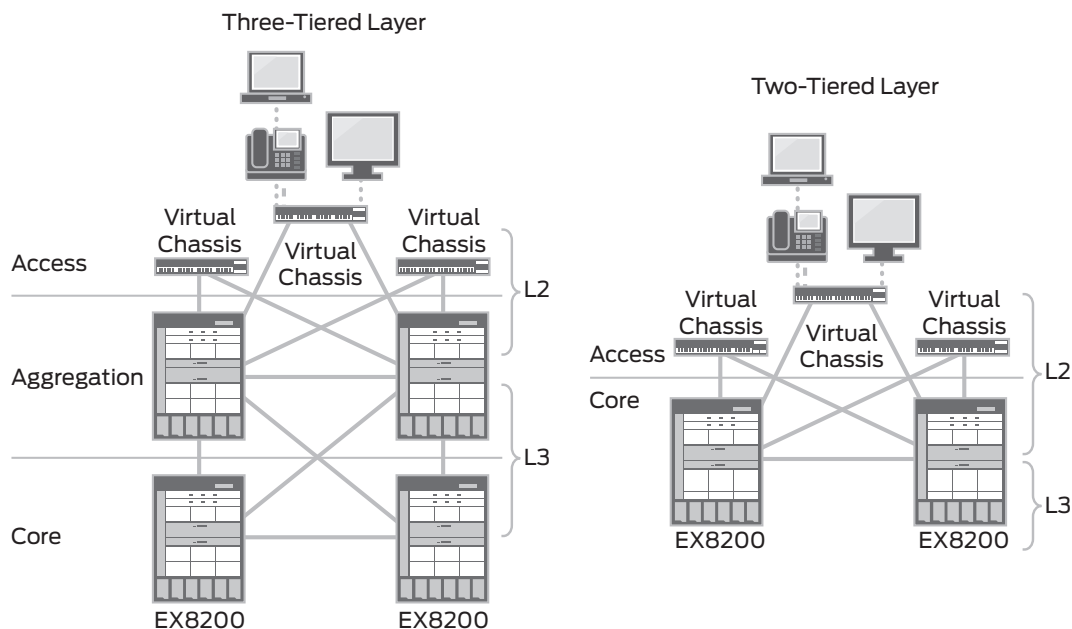 Three-Tiered Layer
Virtual
Chassis
Virtual
Chassis
Virtual
Chassis
Access
L2
Aggregation
L3
Core
EX8200
EX8200
Two-Tiered Layer
Virtual
Chassis
Virtual
Chassis
Virtual
Chassis
Access
L2
Core
L3
EX8200
EX8200